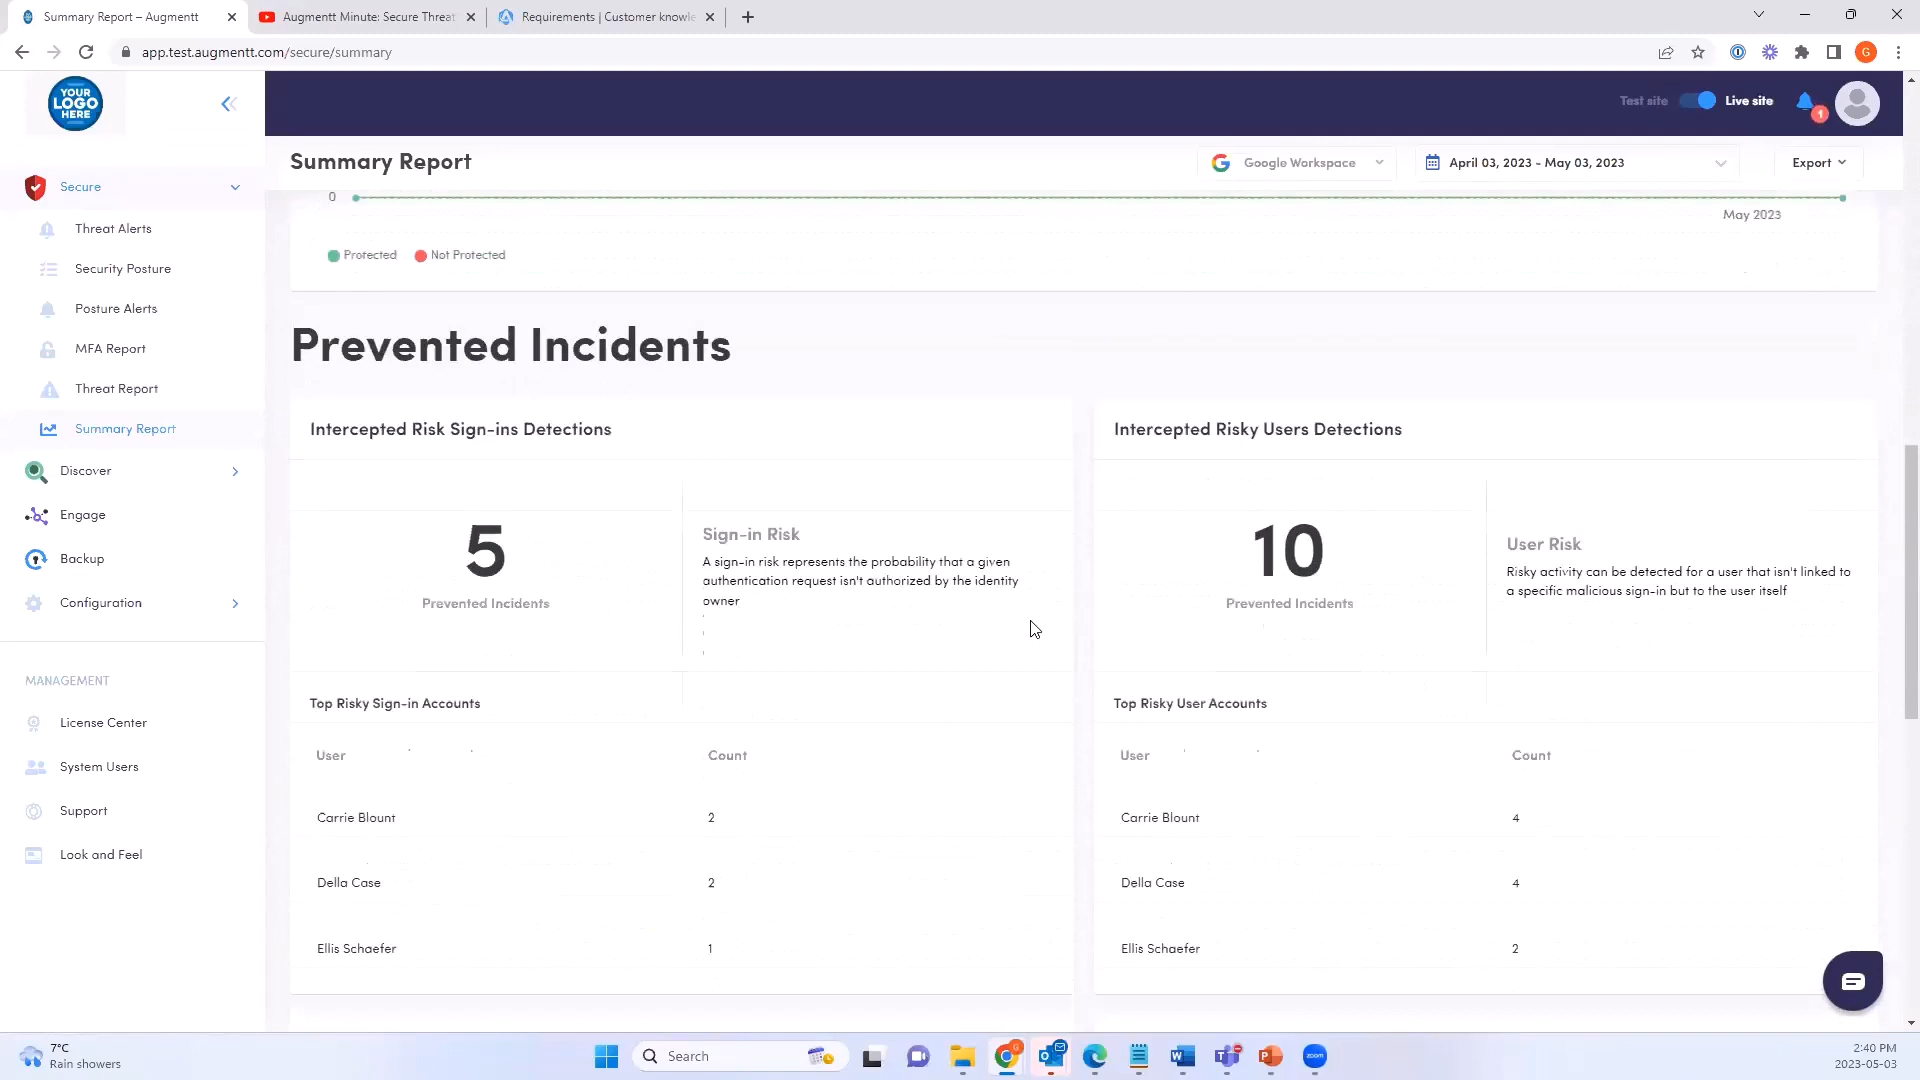 Summary Report – Augmentt
Augmentt Minute: Secure Threat
Requirements | Customer knowle
app.test.augmentt.com/secure/summary
G
YOUR
LOGO
HERE
Test site
Live site
1
Summary Report
Google Workspace
April 03, 2023 - May 03, 2023
Export
Secure
Threat Alerts
Security Posture
Posture Alerts
MFA Report
Threat Report
Summary Report
Discover
Engage
Backup
Configuration
MANAGEMENT
License Center
System Users
Support
Look and Feel
0
May 2023
Protected
Not Protected
Prevented Incidents
Intercepted Risk Sign-ins Detections
5
Prevented Incidents
Sign-in Risk
A sign-in risk represents the probability that a given
authentication request isn't authorized by the identity
owner
Top Risky Sign-in Accounts
User Count
Carrie Blount 2
Della Case 2
Ellis Schaefer 1
Intercepted Risky Users Detections
10
Prevented Incidents
User Risk
Risky activity can be detected for a user that isn't linked to
a specific malicious sign-in but to the user itself
Top Risky User Accounts
User Count
Carrie Blount 4
Della Case 4
Ellis Schaefer 2
7°C
Rain showers
Search
zoom
2:40 PM
2023-05-03